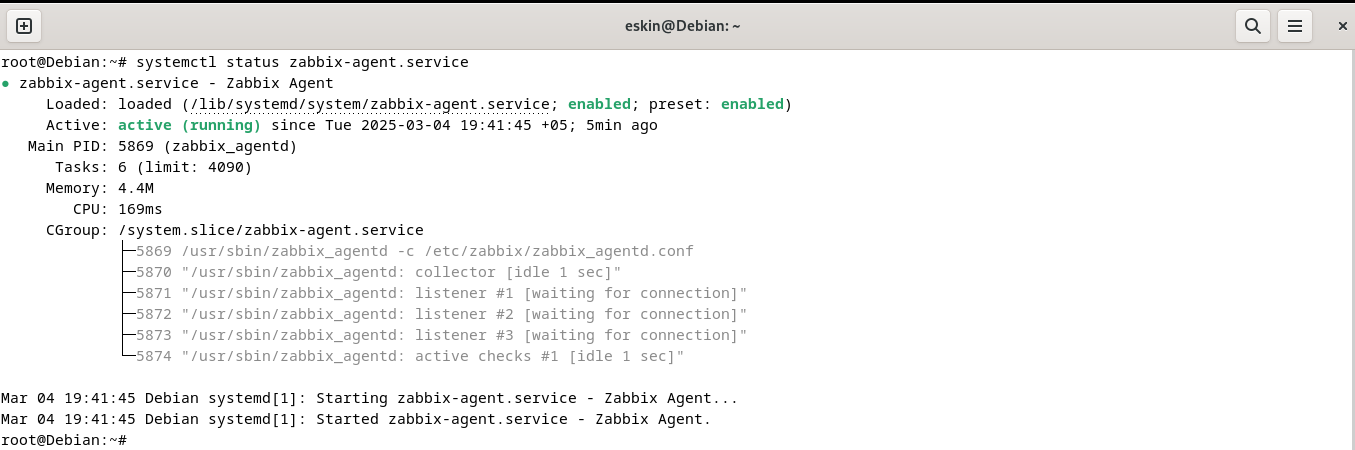 eskin@Debian: ~
root@Debian:~# systemctl status zabbix-agent.service
● zabbix-agent.service - Zabbix Agent
     Loaded: loaded (/lib/systemd/system/zabbix-agent.service; enabled; preset: enabled)
     Active: active (running) since Tue 2025-03-04 19:41:45 +05; 5min ago
   Main PID: 5869 (zabbix_agentd)
      Tasks: 6 (limit: 4090)
     Memory: 4.4M
        CPU: 169ms
     CGroup: /system.slice/zabbix-agent.service
             ├─5869 /usr/sbin/zabbix_agentd -c /etc/zabbix/zabbix_agentd.conf
             ├─5870 "/usr/sbin/zabbix_agentd: collector [idle 1 sec]"
             ├─5871 "/usr/sbin/zabbix_agentd: listener #1 [waiting for connection]"
             ├─5872 "/usr/sbin/zabbix_agentd: listener #2 [waiting for connection]"
             ├─5873 "/usr/sbin/zabbix_agentd: listener #3 [waiting for connection]"
             └─5874 "/usr/sbin/zabbix_agentd: active checks #1 [idle 1 sec]"
Mar 04 19:41:45 Debian systemd[1]: Starting zabbix-agent.service - Zabbix Agent...
Mar 04 19:41:45 Debian systemd[1]: Started zabbix-agent.service - Zabbix Agent.
root@Debian:~#